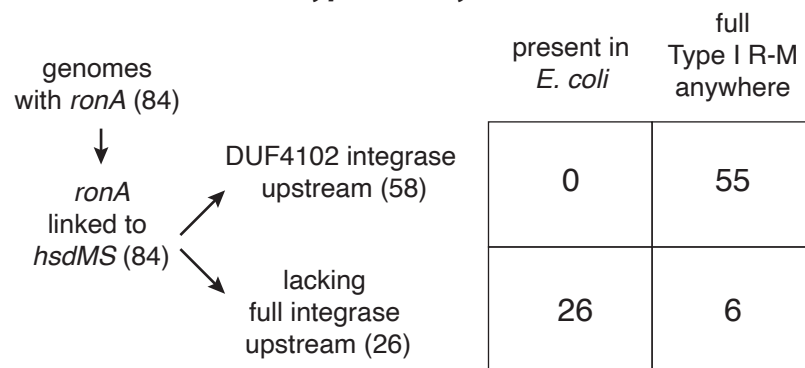 present in
E. coli
full
Type I R-M
anywhere
genomes
with ronA (84)
ronA
linked to
hsdMS (84)
DUF4102 integrase
upstream (58)
0
55
lacking
full integrase
upstream (26)
26
6